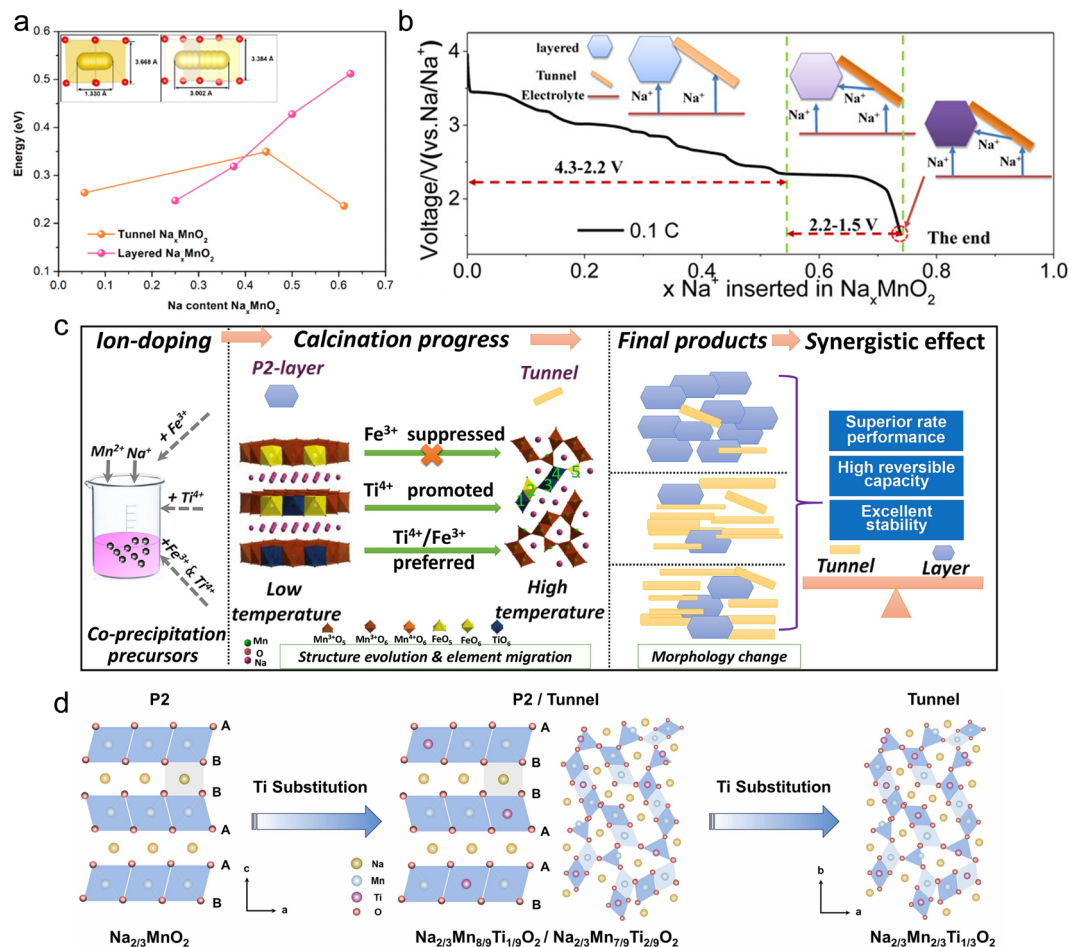 a
Energy (eV)
0.6
0.5
0.4
0.3
0.2
0.1
3.668 Å
1.330 Å
3.384 Å
3.002 Å
Tunnel NaₓMnO₂
Layered NaₓMnO₂
0.0 0.1 0.2 0.3 0.4 0.5 0.6 0.7
Na content NaₓMnO₂
b
Voltage/V(vs.Na/Na⁺)
4
3
2
layered
Tunnel
Electrolyte
Na⁺ Na⁺
Na⁺
Na⁺ Na⁺
Na⁺
Na⁺ Na⁺
4.3-2.2 V
2.2-1.5 V
0.1 C
The end
0.0 0.2 0.4 0.6 0.8 1.0
x Na⁺ inserted in NaₓMnO₂
c
Ion-doping
Calcination progress
Final products
Synergistic effect
P2-layer
Tunnel
+ Fe³⁺
Mn²⁺ Na⁺
+ Ti⁴⁺
+Fe³⁺ & Ti⁴⁺
Co-precipitation
precursors
Fe³⁺ suppressed
Ti⁴⁺ promoted
Ti⁴⁺/Fe³⁺
preferred
1 2 3 4 5
Low
temperature
High
temperature
Mn
O
Na
Mn³⁺O₅ Mn³⁺O₆ Mn⁴⁺O₆ FeO₅ FeO₆ TiO₆
Structure evolution & element migration
Morphology change
Superior rate
performance
High reversible
capacity
Excellent
stability
Tunnel
Layer
d
P2
P2 / Tunnel
Tunnel
A
B
B
A
A
B
Ti Substitution
A
B
B
A
A
B
Ti Substitution
c
a
Na
Mn
Ti
O
b
a
Na₂/₃MnO₂
Na₂/₃Mn₈/₉Ti₁/₉O₂ / Na₂/₃Mn₇/₉Ti₂/₉O₂
Na₂/₃Mn₂/₃Ti₁/₃O₂